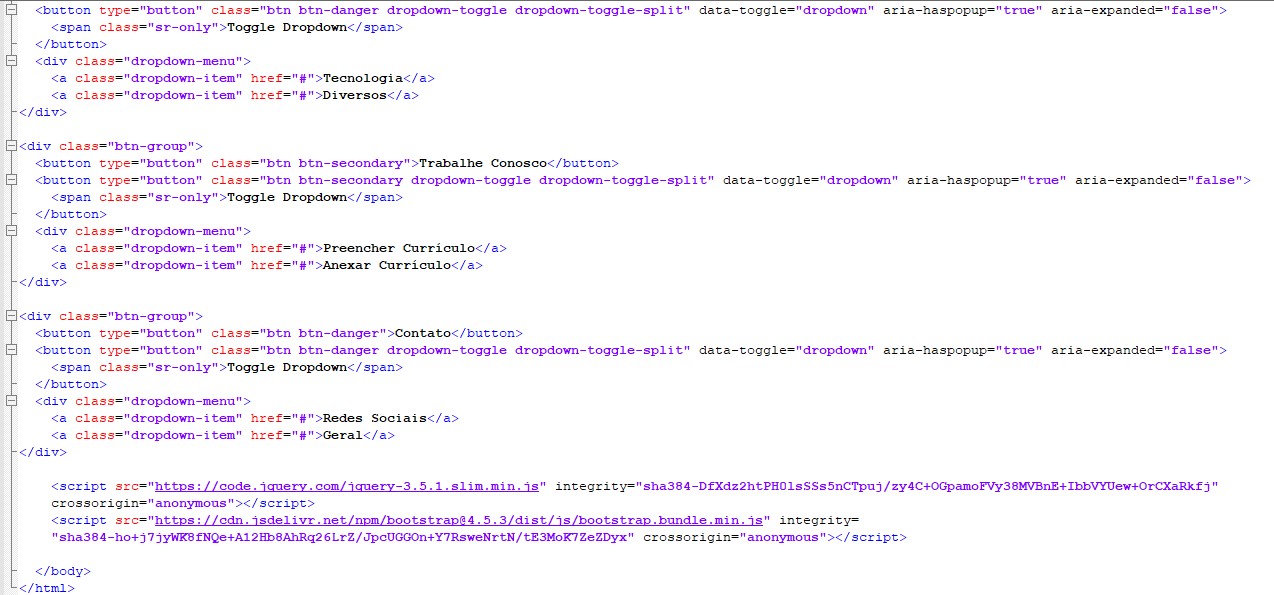 <button type="button" class="btn btn-danger dropdown-toggle dropdown-toggle-split" data-toggle="dropdown" aria-haspopup="true" aria-expanded="false">
<span class="sr-only">Toggle Dropdown</span>
</button>
<div class="dropdown-menu">
<a class="dropdown-item" href="#">Tecnologia</a>
<a class="dropdown-item" href="#">Diversos</a>
</div>
<div class="btn-group">
<button type="button" class="btn btn-secondary">Trabalhe Conosco</button>
<button type="button" class="btn btn-secondary dropdown-toggle dropdown-toggle-split" data-toggle="dropdown" aria-haspopup="true" aria-expanded="false">
<span class="sr-only">Toggle Dropdown</span>
</button>
<div class="dropdown-menu">
<a class="dropdown-item" href="#">Preencher Currículo</a>
<a class="dropdown-item" href="#">Anexar Currículo</a>
</div>
<div class="btn-group">
<button type="button" class="btn btn-danger">Contato</button>
<button type="button" class="btn btn-danger dropdown-toggle dropdown-toggle-split" data-toggle="dropdown" aria-haspopup="true" aria-expanded="false">
<span class="sr-only">Toggle Dropdown</span>
</button>
<div class="dropdown-menu">
<a class="dropdown-item" href="#">Redes Sociais</a>
<a class="dropdown-item" href="#">Geral</a>
</div>
<script src="https://code.jquery.com/jquery-3.5.1.slim.min.js" integrity="sha384-DfXdz2htPH0lsSSs5nCTpuj/zy4C+OGpamoFVy38MVBnE+IbbVYUew+OrCXaRkfj"
crossorigin="anonymous"></script>
<script src="https://cdn.jsdelivr.net/npm/bootstrap@4.5.3/dist/js/bootstrap.bundle.min.js" integrity=
"sha384-ho+j7jyWK8fNQe+A12Hb8AhRq26LrZ/JpcUGGOn+Y7RsweNrtN/tE3MoK7ZeZDyx" crossorigin="anonymous"></script>
</body>
</html>